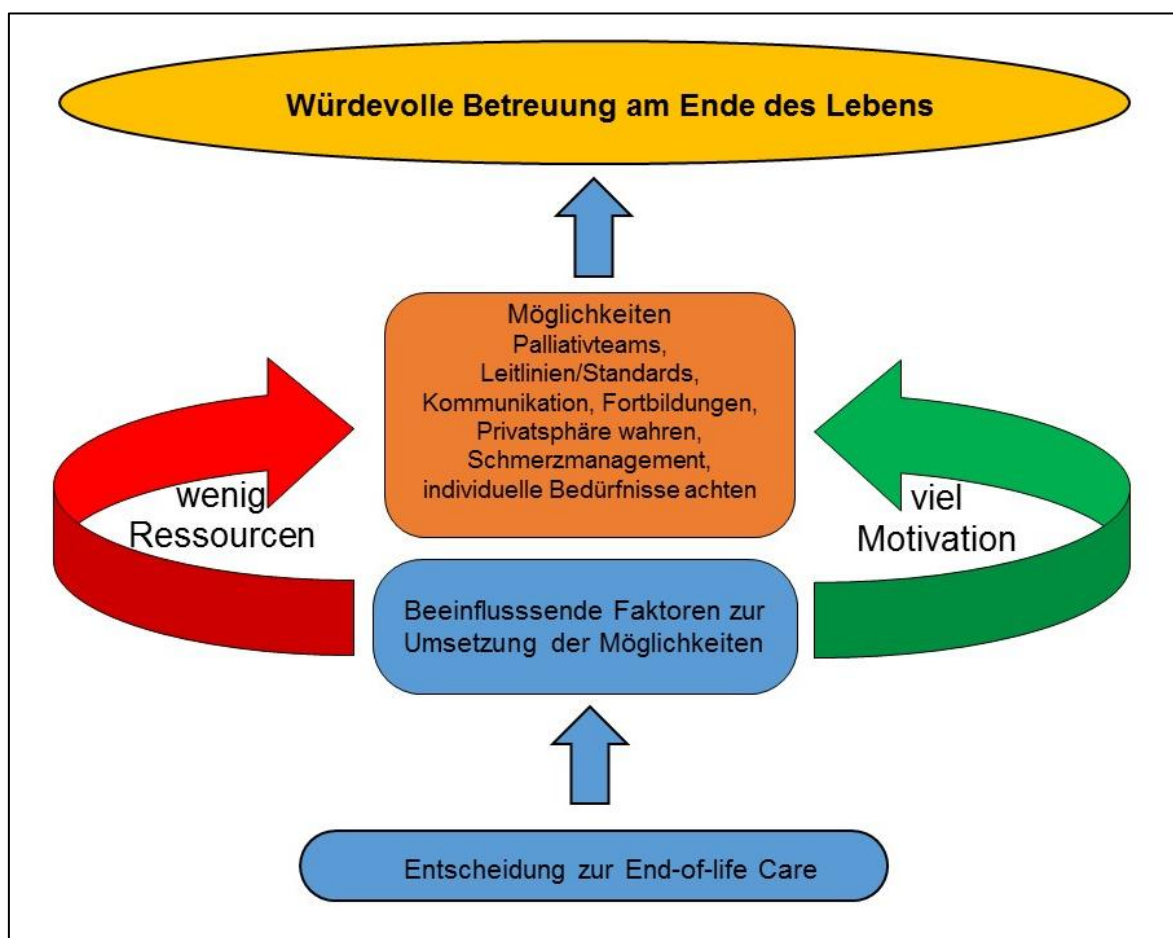 Würdevolle Betreuung am Ende des Lebens
Möglichkeiten
Palliativteams,
Leitlinien/Standards,
Kommunikation, Fortbildungen,
Privatsphäre wahren,
Schmerzmanagement,
individuelle Bedürfnisse achten
wenig
Ressourcen
viel
Motivation
Beeinflusssende Faktoren zur
Umsetzung der Möglichkeiten
Entscheidung zur End-of-life Care